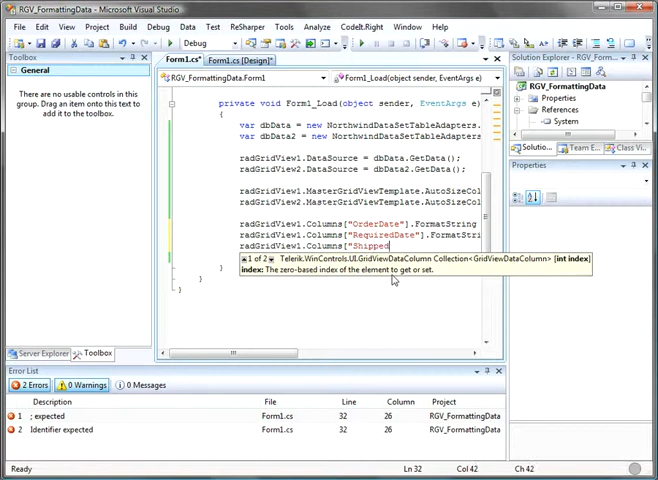 RGV_FormattingData - Microsoft Visual Studio
File Edit View Project Build Debug Data Test ReSharper Tools Analyze CodeIt.Right Window Help
Debug
Toolbox
General
There are no usable controls in this
group. Drag an item onto this text to
add it to the toolbox.
Server Explorer Toolbox
Form1.cs* Form1.cs [Design]*
RGV_FormattingData.Form1 Form1_Load(object sender, EventArgs e)
private void Form1_Load(object sender, EventArgs e)
{
var dbData = new NorthwindDataSetTableAdapters.
var dbData2 = new NorthwindDataSetTableAdapters.
radGridView1.DataSource = dbData.GetData();
radGridView2.DataSource = dbData2.GetData();
radGridView1.MasterGridViewTemplate.AutoSizeCol
radGridView2.MasterGridViewTemplate.AutoSizeCol
radGridView1.Columns["OrderDate"].FormatString
radGridView1.Columns["RequiredDate"].FormatStri
radGridView1.Columns["Shipped
1 of 2 Telerik.WinControls.UI.GridViewDataColumn Collection<GridViewDataColumn> [int index]
index: The zero-based index of the element to get or set.
}
}
}
Solution Explorer - RGV_Form...
RGV_FormattingData
Properties
References
System
Solutio... Team E... Class Vi...
Properties
Error List
2 Errors 0 Warnings 0 Messages
Description File Line Column Project
1 ; expected Form1.cs 32 26 RGV_FormattingData
2 Identifier expected Form1.cs 32 26 RGV_FormattingData
Ready Ln 32 Col 42 Ch 42